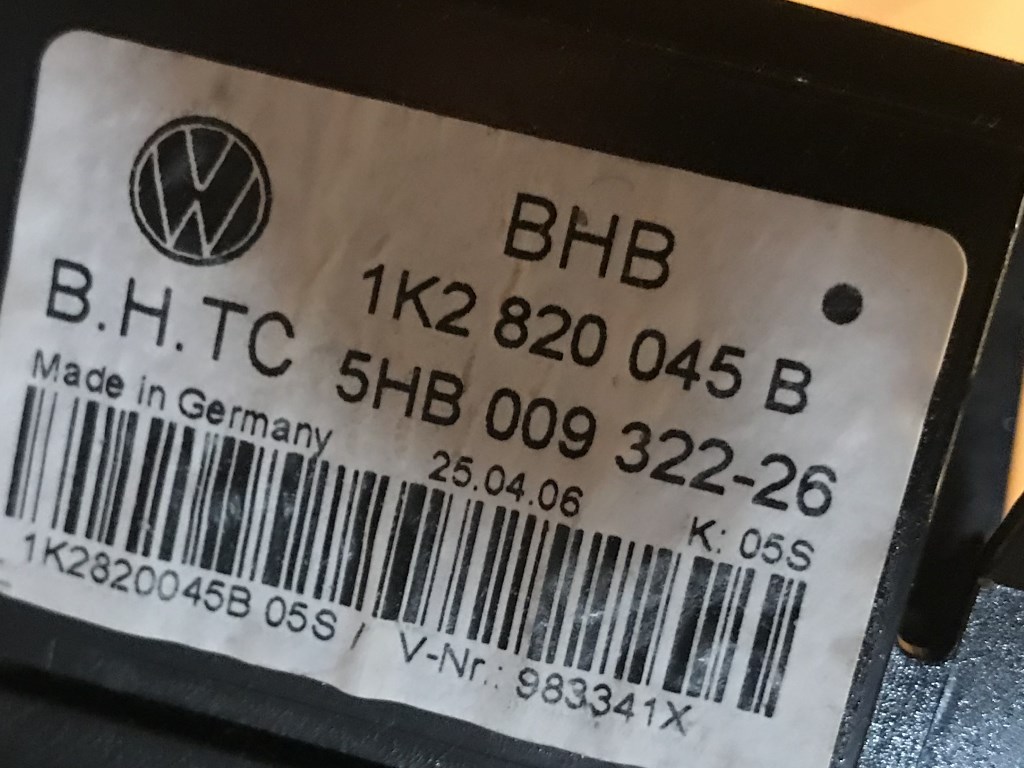 BHB
1K2 820 045 B
B.H.TC 5HB 009 322-26
Made in Germany 25.04.06 K: 05S
1K2820045B 05S / V-Nr.: 983341X